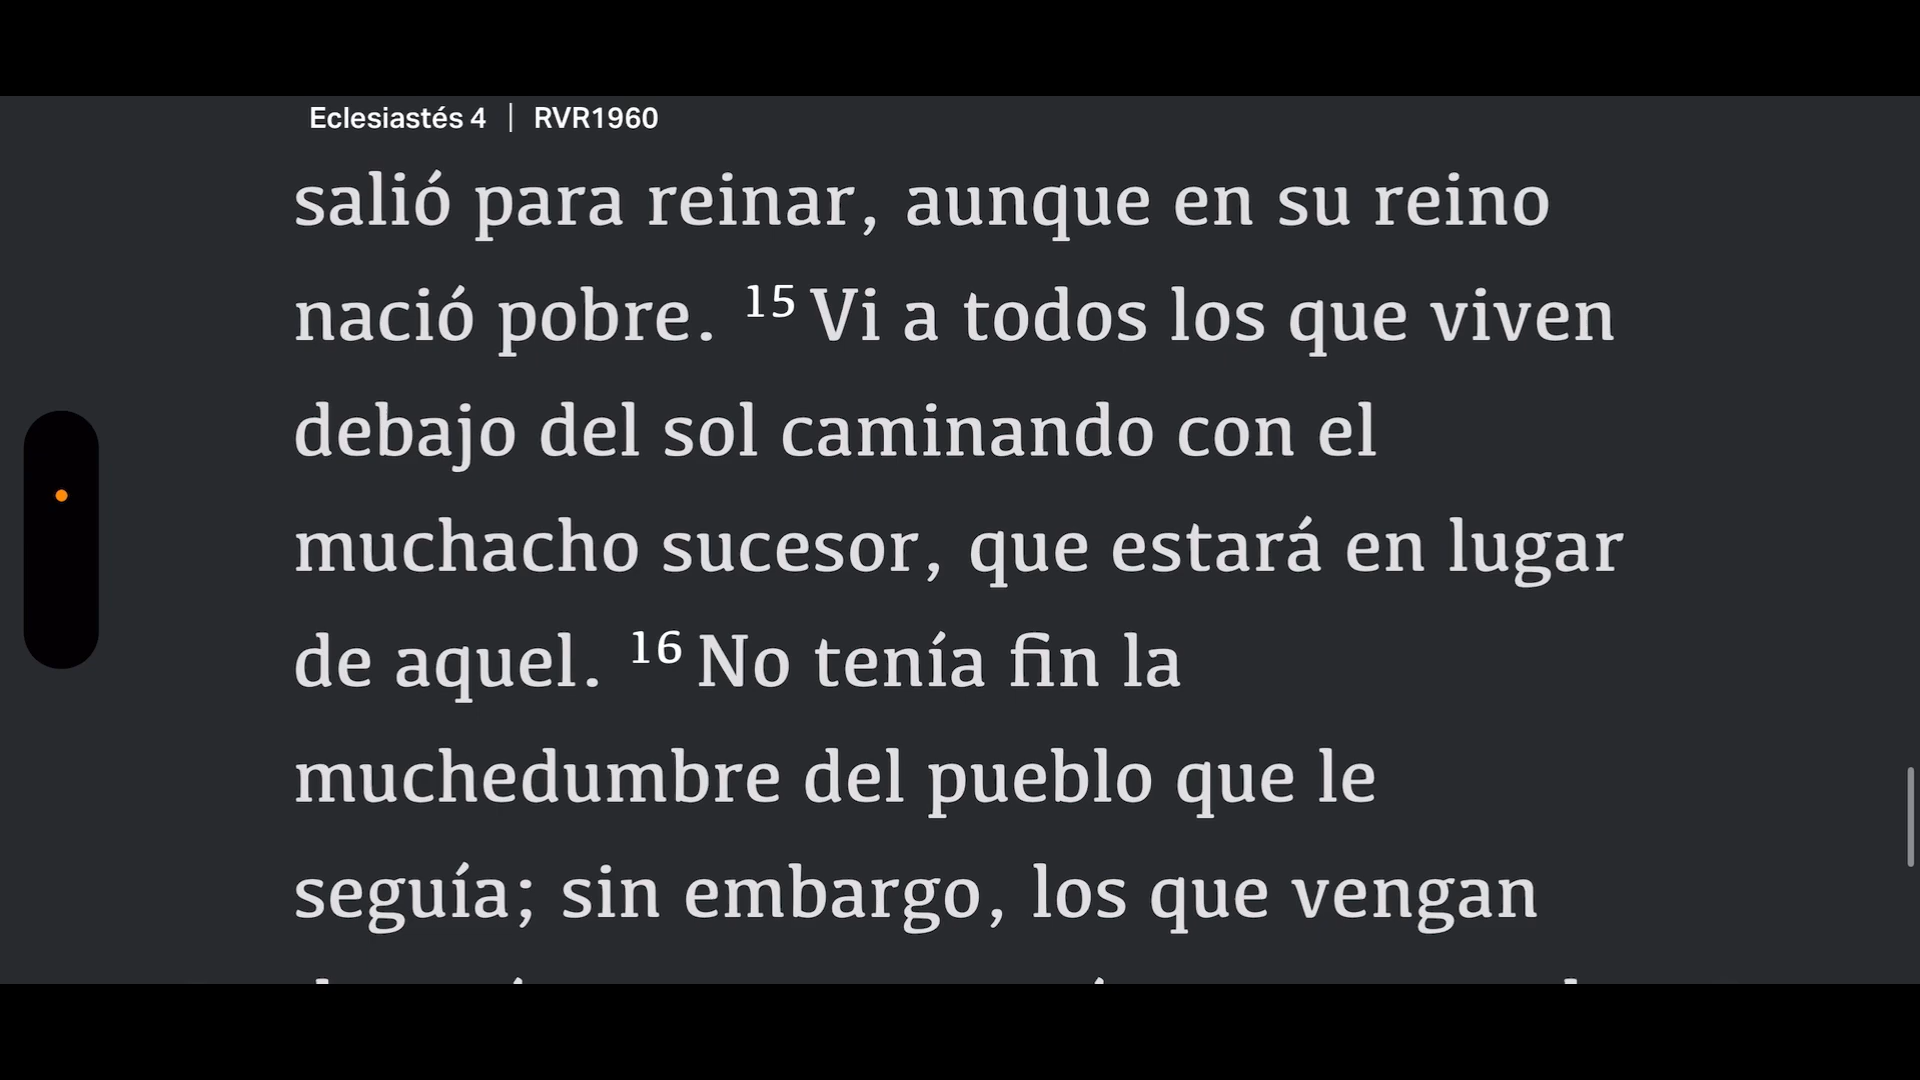 Eclesiastés 4 | RVR1960
salió para reinar, aunque en su reino
nació pobre. 15 Vi a todos los que viven
debajo del sol caminando con el
muchacho sucesor, que estará en lugar
de aquel. 16 No tenía fin la
muchedumbre del pueblo que le
seguía; sin embargo, los que vengan